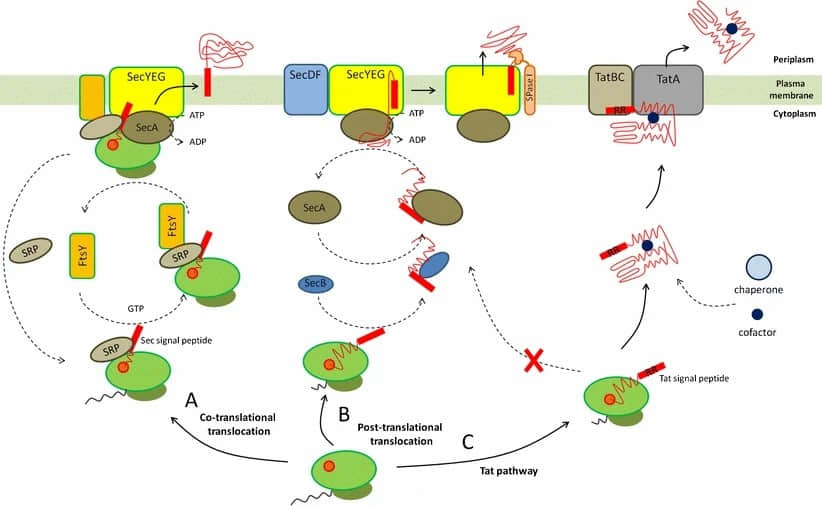 SecYEG
SecA
ATP
ADP
SecDF
SecYEG
ATP
ADP
SPase I
TatBC
TatA
RR
Periplasm
Plasma
membrane
Cytoplasm
SRP
FtsY
FtsY
SRP
GTP
SRP
Sec signal peptide
SecA
SecB
RR
chaperone
cofactor
RR
Tat signal peptide
A
Co-translational
translocation
B
Post-translational
translocation
C
Tat pathway